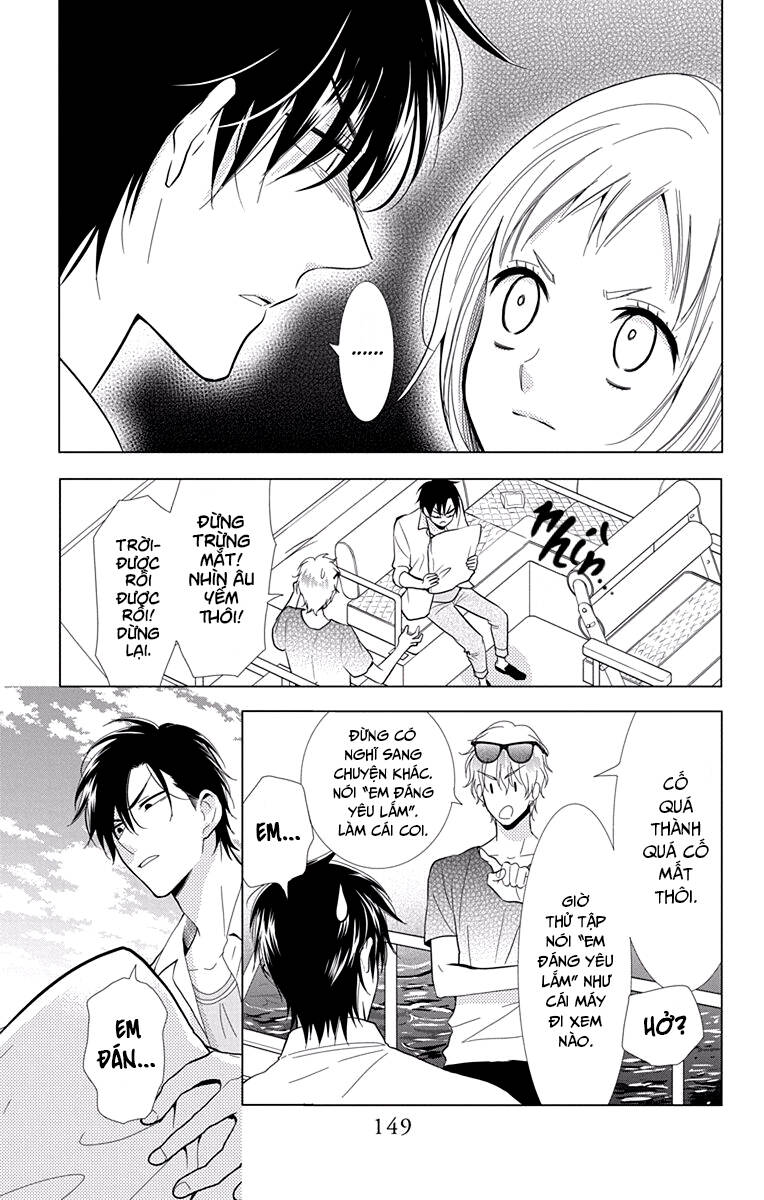 ......
ĐỪNG
TRỪNG
MẮT!
NHÌN ÂU
YẾM
THÔI!
TRỜI-
ĐƯỢC
RỒI
ĐƯỢC
RỒI!
DỪNG
LẠI.
NHÌN...
CỐ
QUÁ
THÀNH
QUÁ CỐ
MẤT
THÔI.
GIỜ
THỬ TẬP
NÓI "EM
ĐÁNG YÊU
LẮM" NHƯ
CÁI MÁY
ĐI XEM
NÀO.
HỞ?
ĐỪNG CÓ
NGHĨ SANG
CHUYỆN KHÁC.
NÓI "EM ĐÁNG
YÊU LẮM".
LÀM CÁI COI.
EM...
EM
ĐÁN...
149